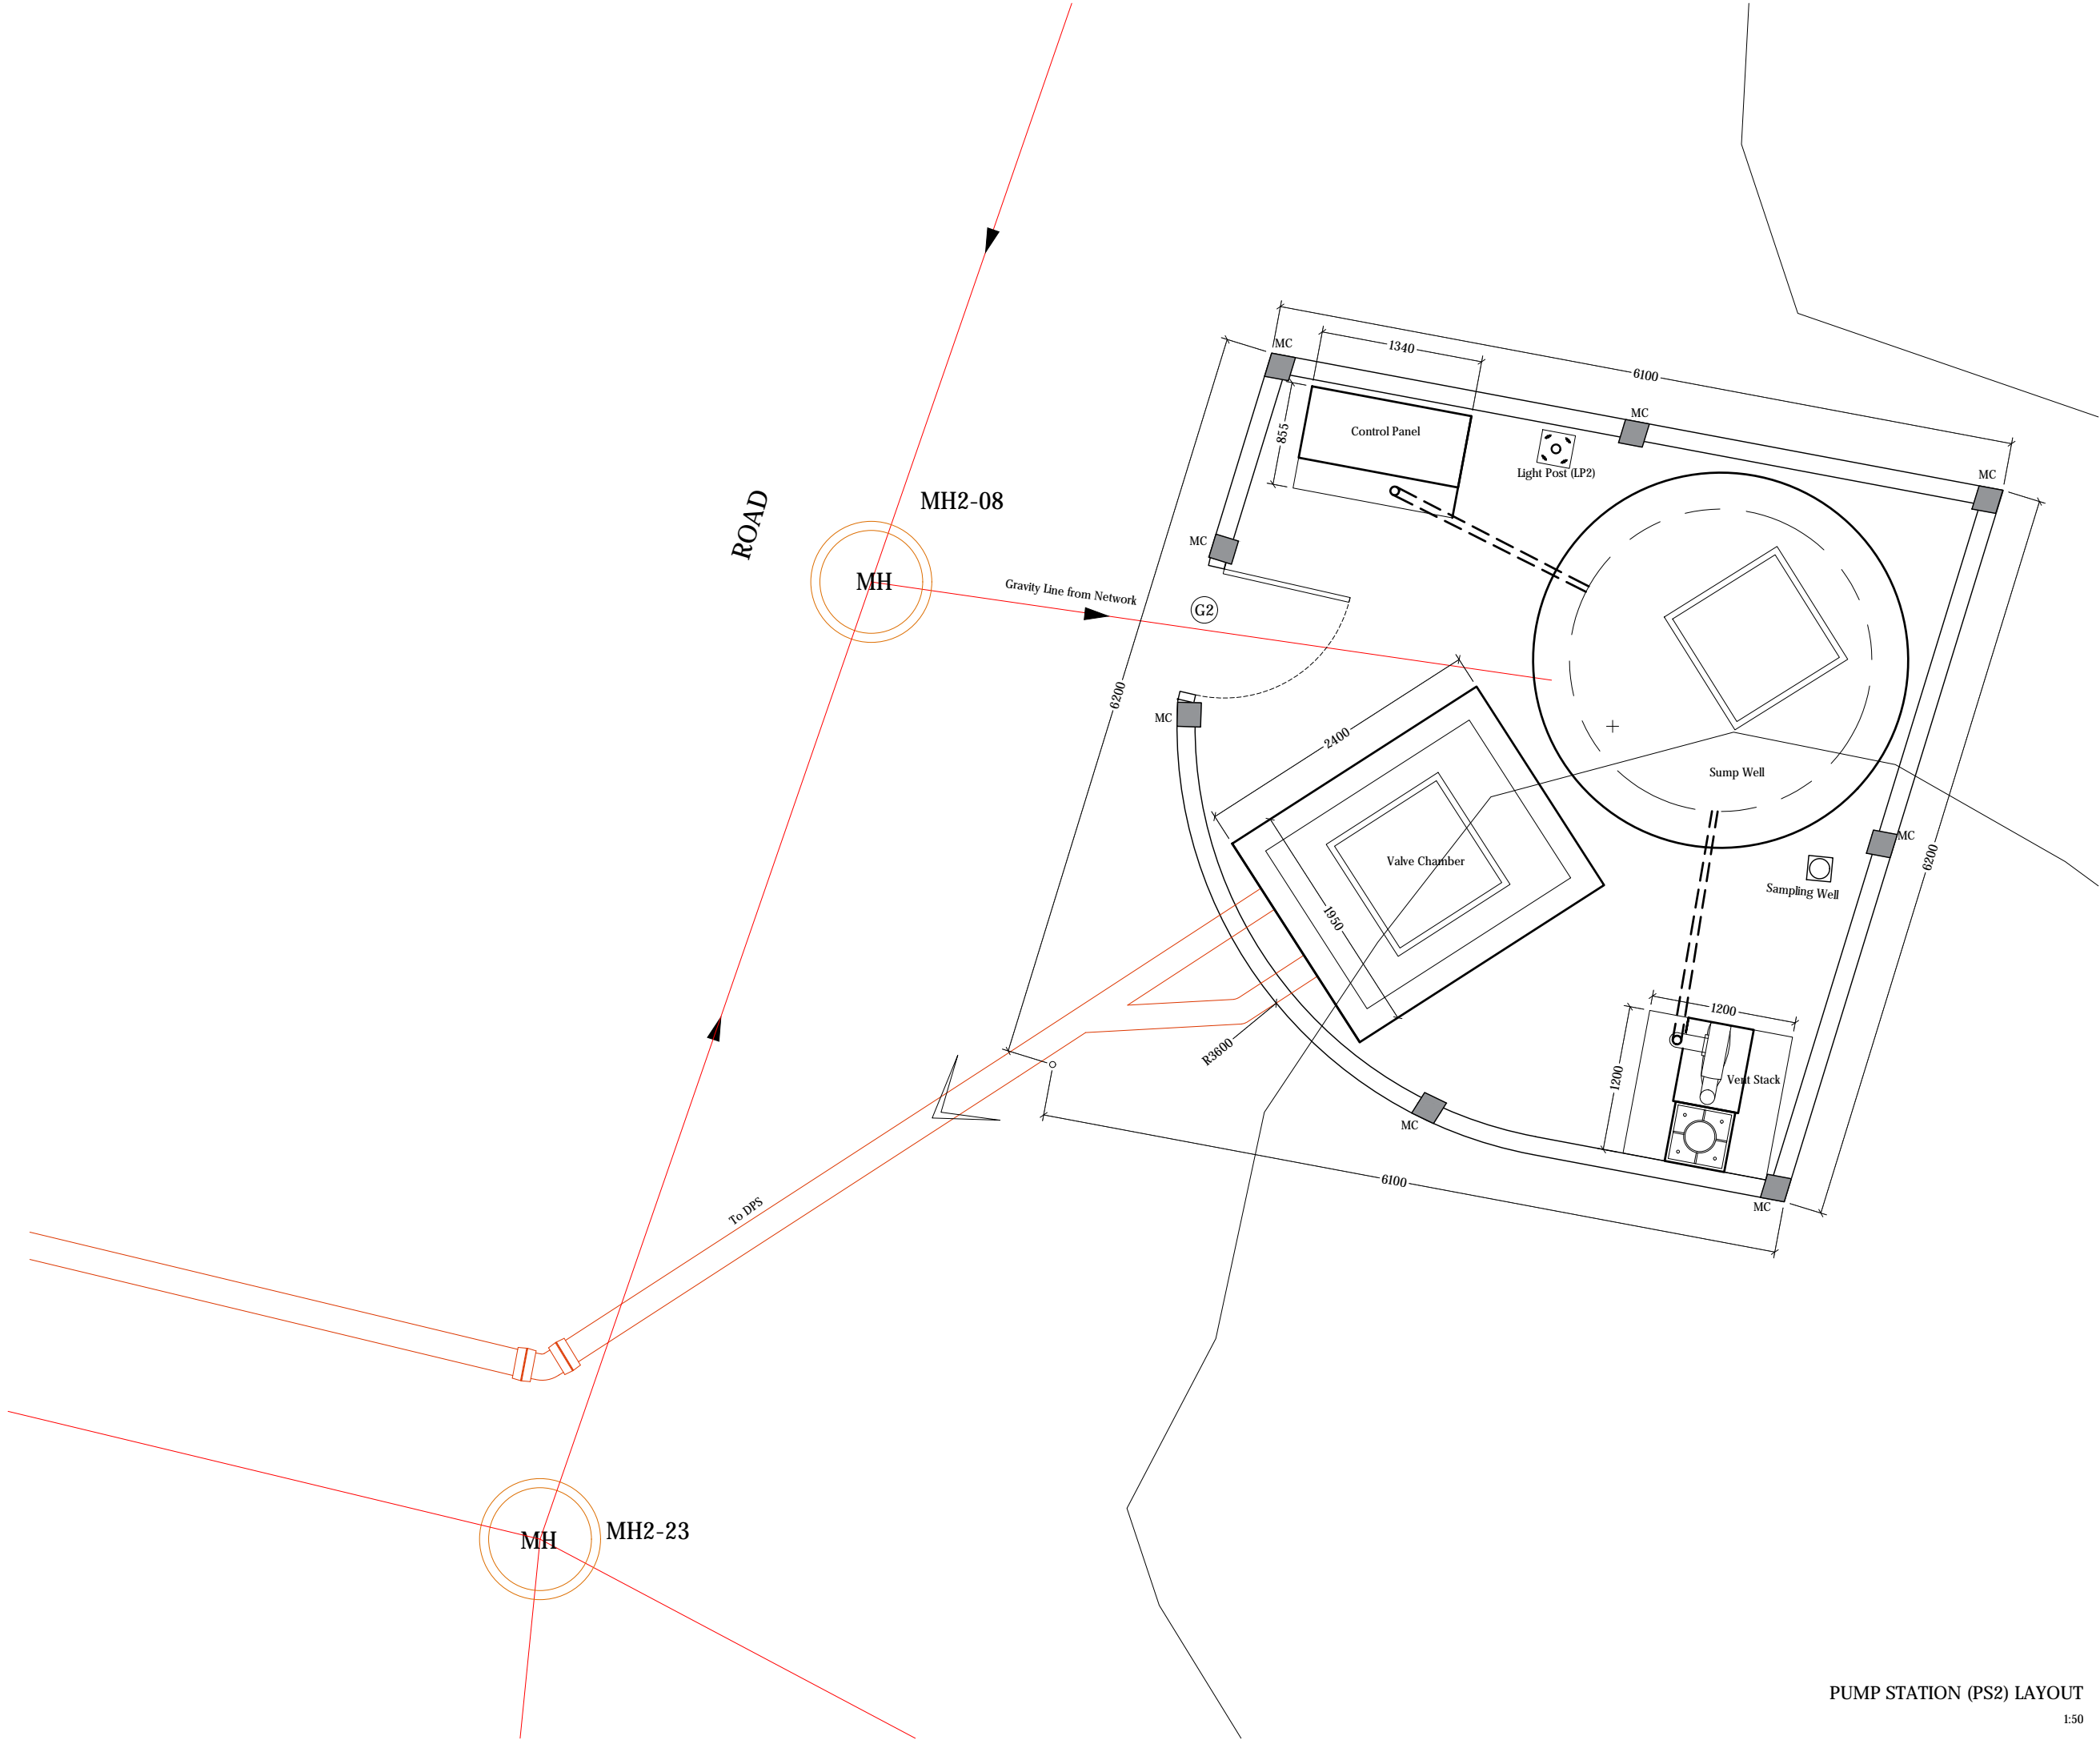 MC
1340
6100
MC
MC
855
Control Panel
Light Post (LP2)
MH2-08
ROAD
MC
MH
Gravity Line from Network
G2
6200
MC
2400
Sump Well
MC
6200
Valve Chamber
Sampling Well
1950
1200
R3600
1200
Vent Stack
MC
6100
MC
To DPS
MH
MH2-23
PUMP STATION (PS2) LAYOUT
1:50